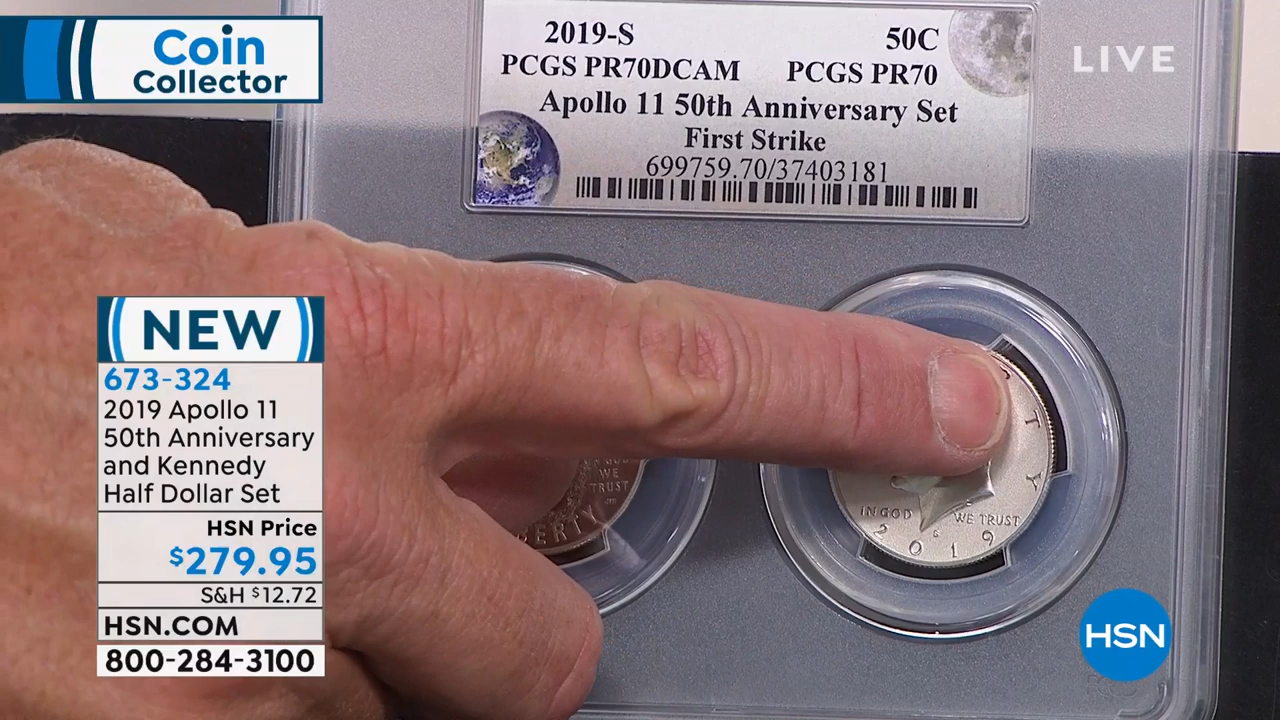 Coin
Collector
2019-S 50C
PCGS PR70DCAM PCGS PR70
Apollo 11 50th Anniversary Set
First Strike
699759.70/37403181
LIVE
NEW
673-324
2019 Apollo 11
50th Anniversary
and Kennedy
Half Dollar Set
HSN Price
$279.95
S&H $12.72
HSN.COM
800-284-3100
WE
TRUST
T Y
IN GOD WE TRUST
S
2019
HSN